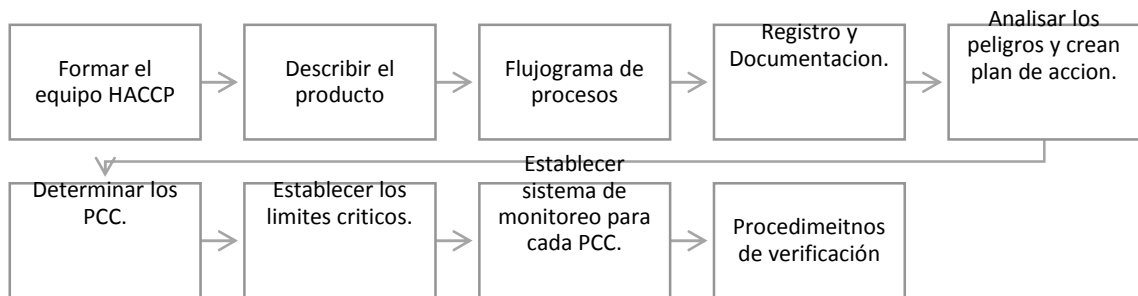 Formar el
equipo HACCP
Describir el
producto
Flujograma de
procesos
Registro y
Documentacion.
Analisar los
peligros y crean
plan de accion.
Determinar los
PCC.
Establecer los
limites criticos.
Establecer
sistema de
monitoreo para
cada PCC.
Procedimeitnos
de verificación